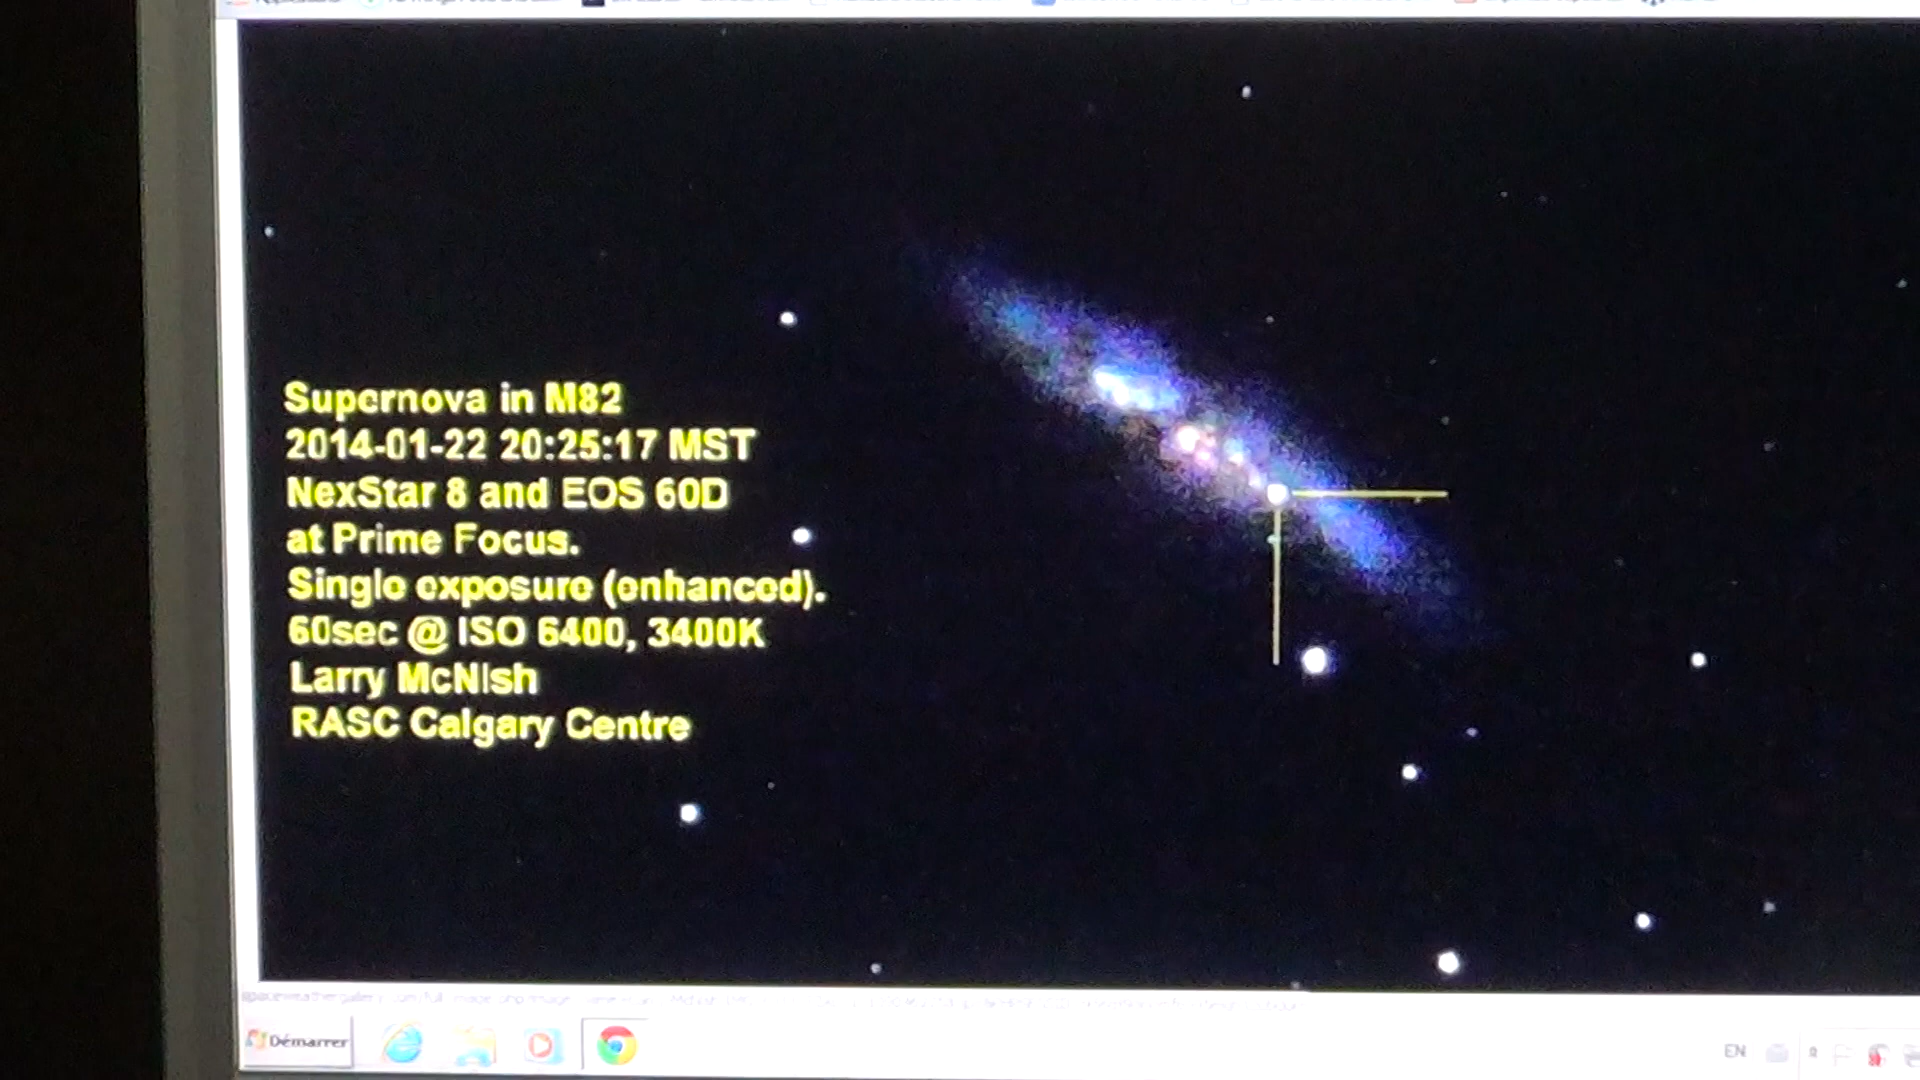 Supernova in M82
2014-01-22 20:25:17 MST
NexStar 8 and EOS 60D
at Prime Focus.
Single exposure (enhanced).
60sec @ ISO 6400, 3400K
Larry McNish
RASC Calgary Centre
Démarrer
EN